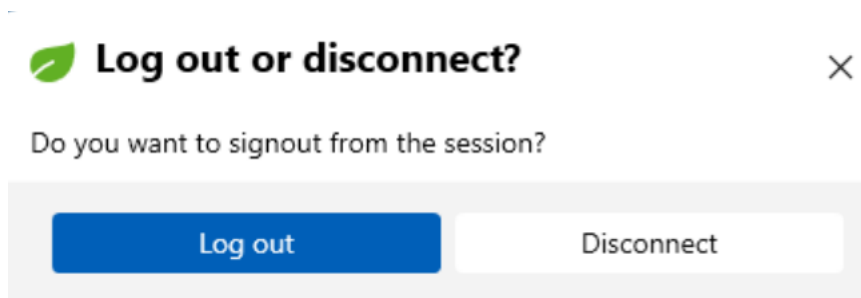 Log out or disconnect?
Do you want to signout from the session?
Log out
Disconnect